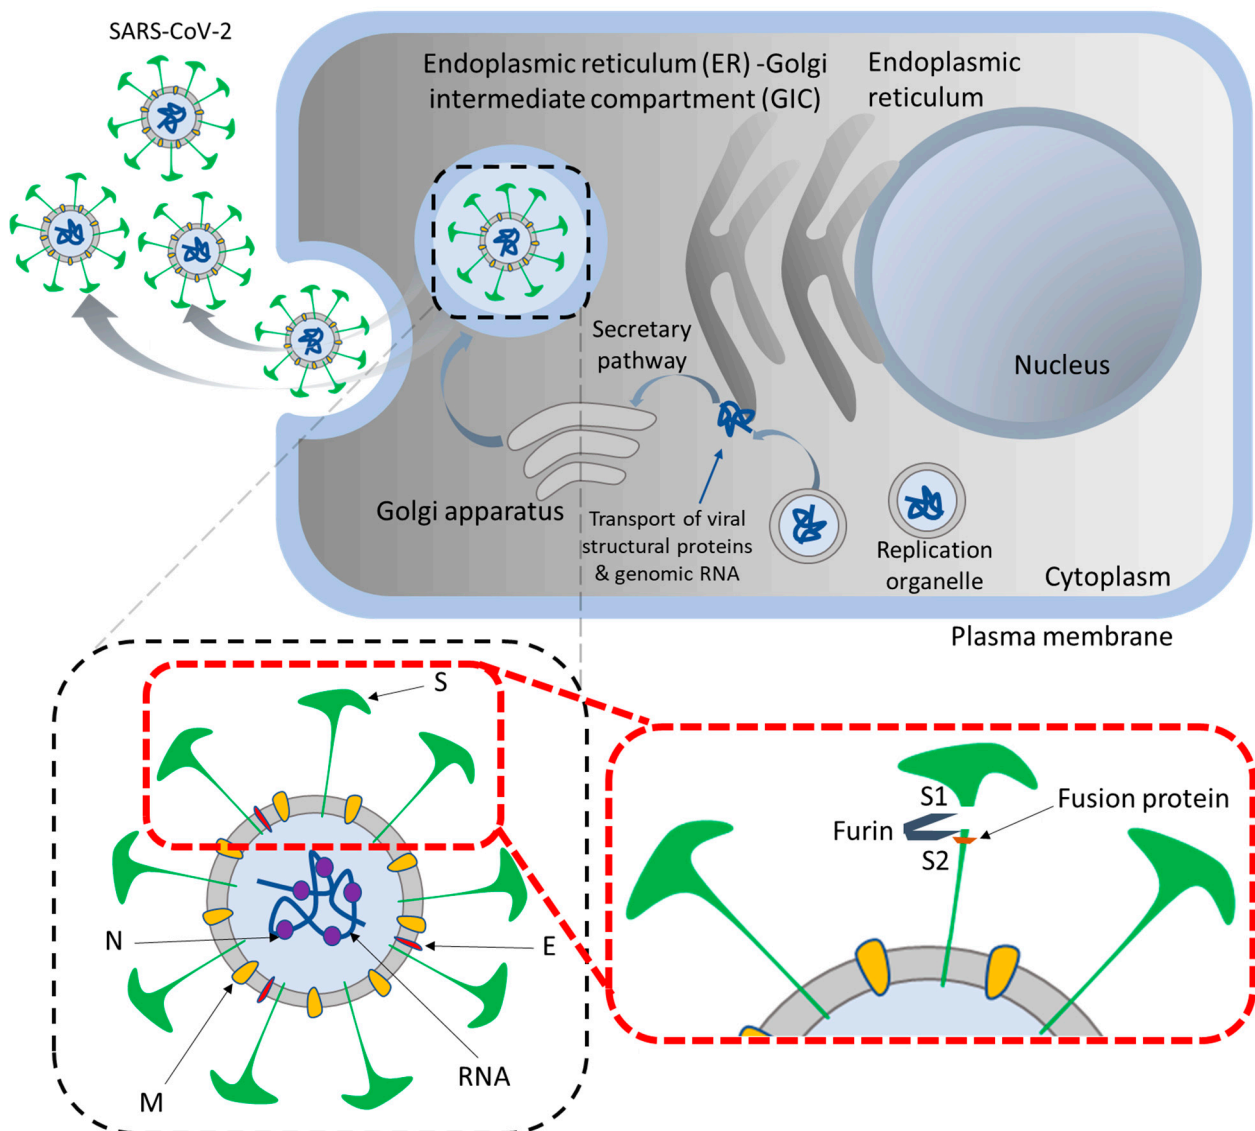 SARS-CoV-2
Endoplasmic reticulum (ER) -Golgi
intermediate compartment (GIC)
Endoplasmic
reticulum
Secretary
pathway
Nucleus
Golgi apparatus
Transport of viral
structural proteins
& genomic RNA
Replication
organelle
Cytoplasm
Plasma membrane
S
N
E
M
RNA
S1
Furin
S2
Fusion protein